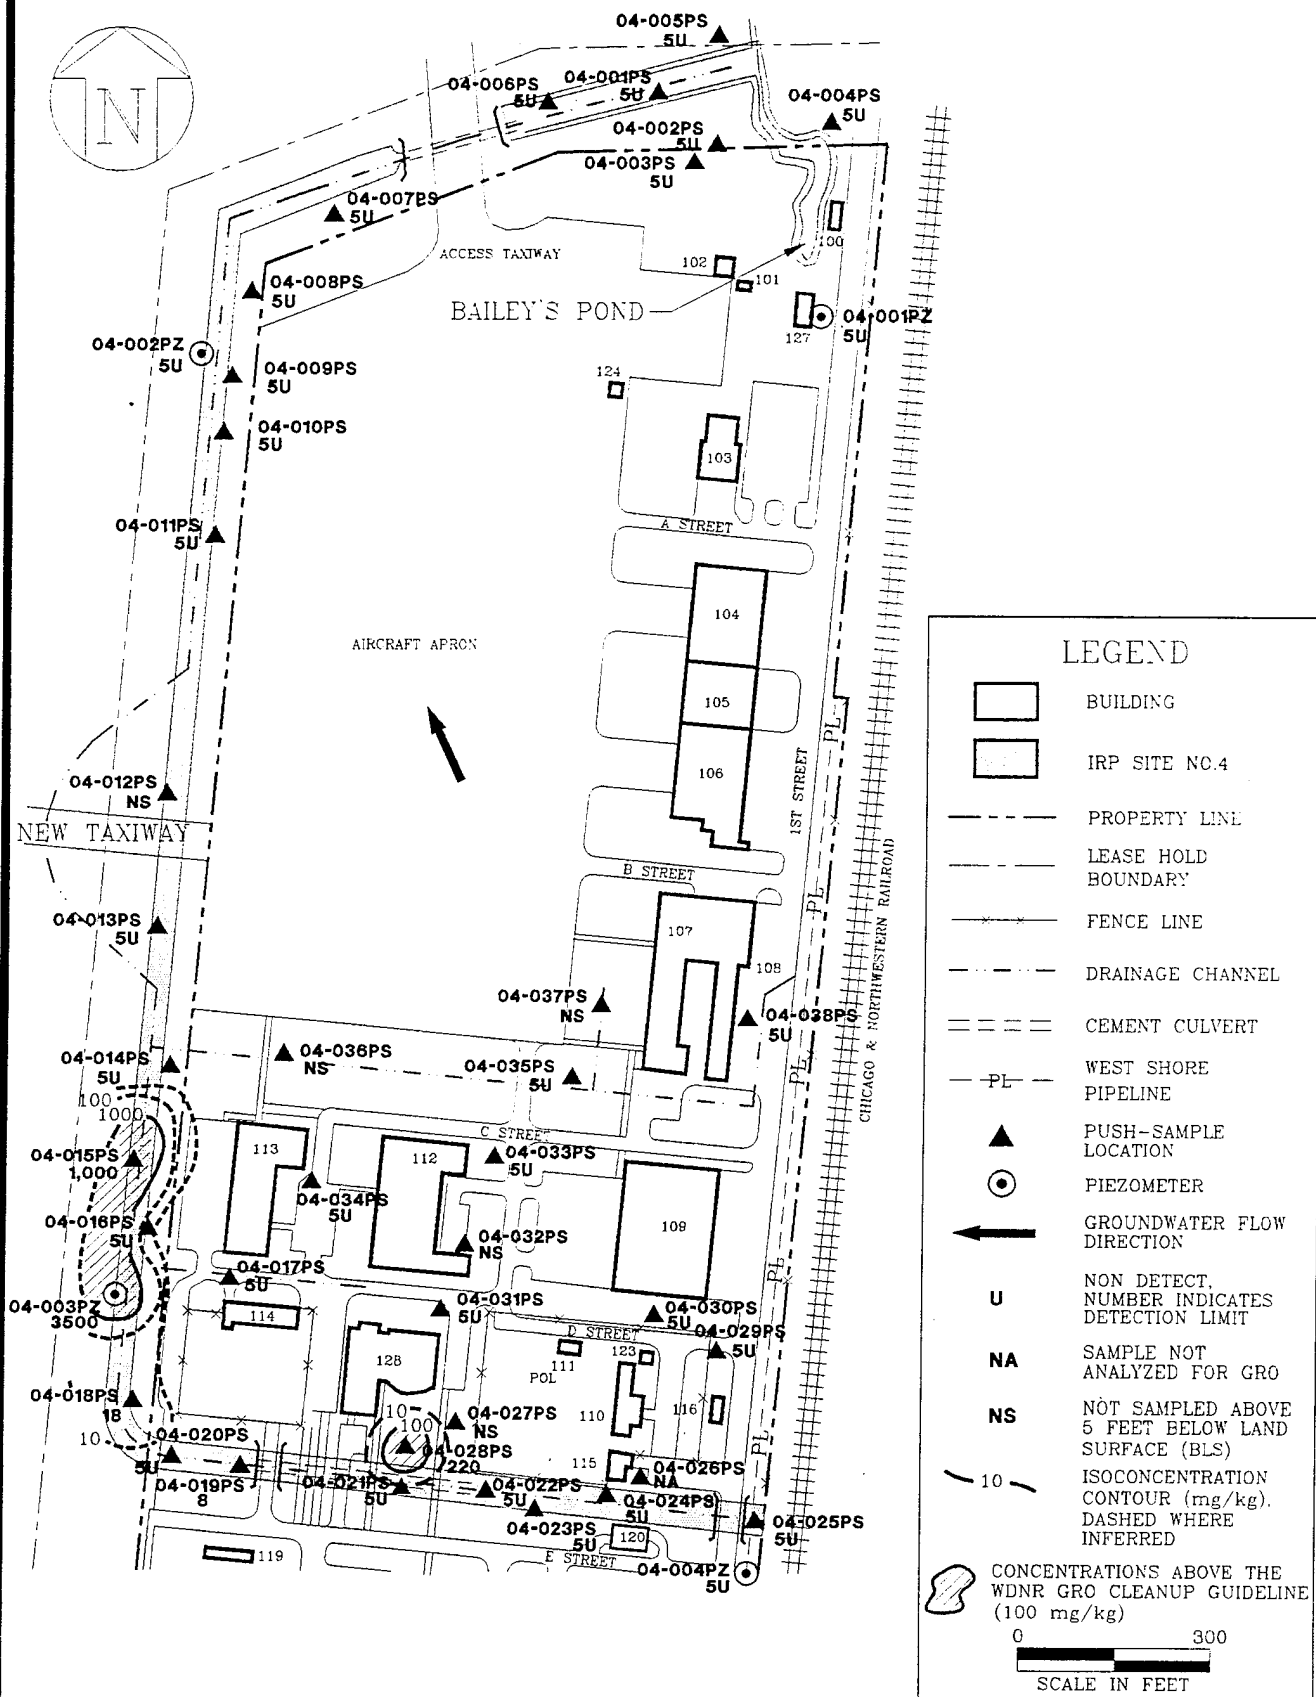 N
04-005PS
5U
04-006PS
5U
04-001PS
5U
04-004PS
5U
04-002PS
5U
04-003PS
5U
04-007PS
5U
100
ACCESS TAXIWAY
102
101
04-008PS
5U
BAILEY'S POND
04-001PZ
5U
127
04-002PZ
5U
04-009PS
5U
124
04-010PS
5U
103
04-011PS
5U
A STREET
104
AIRCRAFT APRON
105
PL
106
1ST STREET
04-012PS
NS
NEW TAXIWAY
B STREET
CHICAGO & NORTHWESTERN RAILROAD
PL
04-013PS
5U
107
108
04-037PS
NS
04-038PS
5U
04-036PS
NS
04-014PS
5U
04-035PS
5U
PL
100
1000
C STREET
113
112
04-033PS
5U
04-015PS
1,000
04-034PS
5U
109
04-016PS
5U
04-032PS
NS
PL
04-017PS
5U
04-003PZ
3500
114
04-031PS
5U
04-030PS
5U
D STREET
04-029PS
5U
128
111
123
POL
04-018PS
18
10
100
04-027PS
NS
110
116
10
04-020PS
5U
04-028PS
220
PL
115
04-026PS
NA
04-019PS
8
04-021PS
5U
04-022PS
5U
04-024PS
5U
04-023PS
5U
04-025PS
5U
120
119
E STREET
04-004PZ
5U
LEGEND
BUILDING
IRP SITE NO.4
PROPERTY LINE
LEASE HOLD
BOUNDARY
FENCE LINE
DRAINAGE CHANNEL
CEMENT CULVERT
PL
WEST SHORE
PIPELINE
PUSH-SAMPLE
LOCATION
PIEZOMETER
GROUNDWATER FLOW
DIRECTION
U
NON DETECT,
NUMBER INDICATES
DETECTION LIMIT
NA
SAMPLE NOT
ANALYZED FOR GRO
NS
NOT SAMPLED ABOVE
5 FEET BELOW LAND
SURFACE (BLS)
10
ISOCONCENTRATION
CONTOUR (mg/kg).
DASHED WHERE
INFERRED
CONCENTRATIONS ABOVE THE
WDNR GRO CLEANUP GUIDELINE
(100 mg/kg)
0 300
SCALE IN FEET